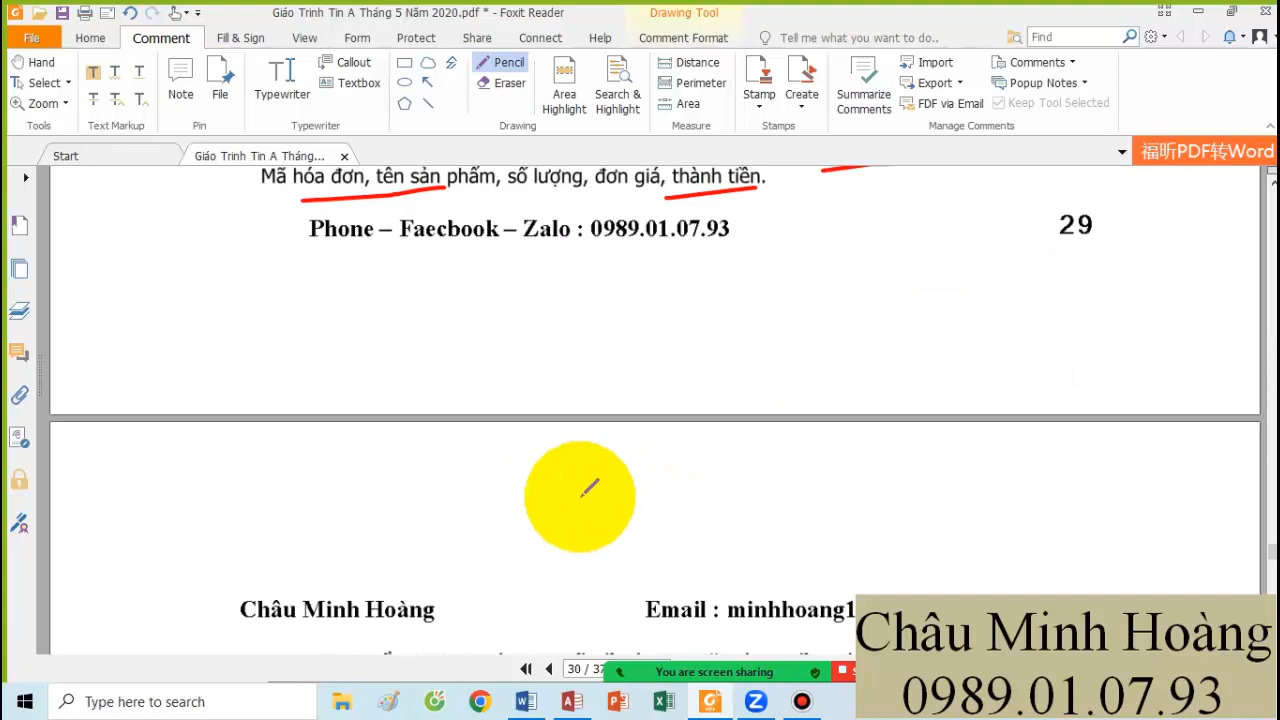 Giáo Trình Tin A Tháng 5 Năm 2020.pdf * - Foxit Reader
Drawing Tool
File Home Comment Fill & Sign View Form Protect Share Connect Help Comment Format Tell me what you want to do.. Find
Hand
Select
Zoom
Tools
Text Markup
Note
File
Pin
Typewriter
Callout
Textbox
Typewriter
Pencil
Eraser
Area Highlight
Search & Highlight
Drawing
Distance
Perimeter
Area
Measure
Stamp
Create
Stamps
Summarize Comments
Import
Export
FDF via Email
Comments
Popup Notes
Keep Tool Selected
Manage Comments
Start
Giáo Trình Tin A Tháng...
福昕PDF转Word
Mã hóa đơn, tên sản phẩm, số lượng, đơn giá, thành tiền.
Phone – Faecbook – Zalo : 0989.01.07.93
29
Châu Minh Hoàng
Email : minhhoang1
30 / 37
You are screen sharing
Châu Minh Hoàng
0989.01.07.93
Type here to search